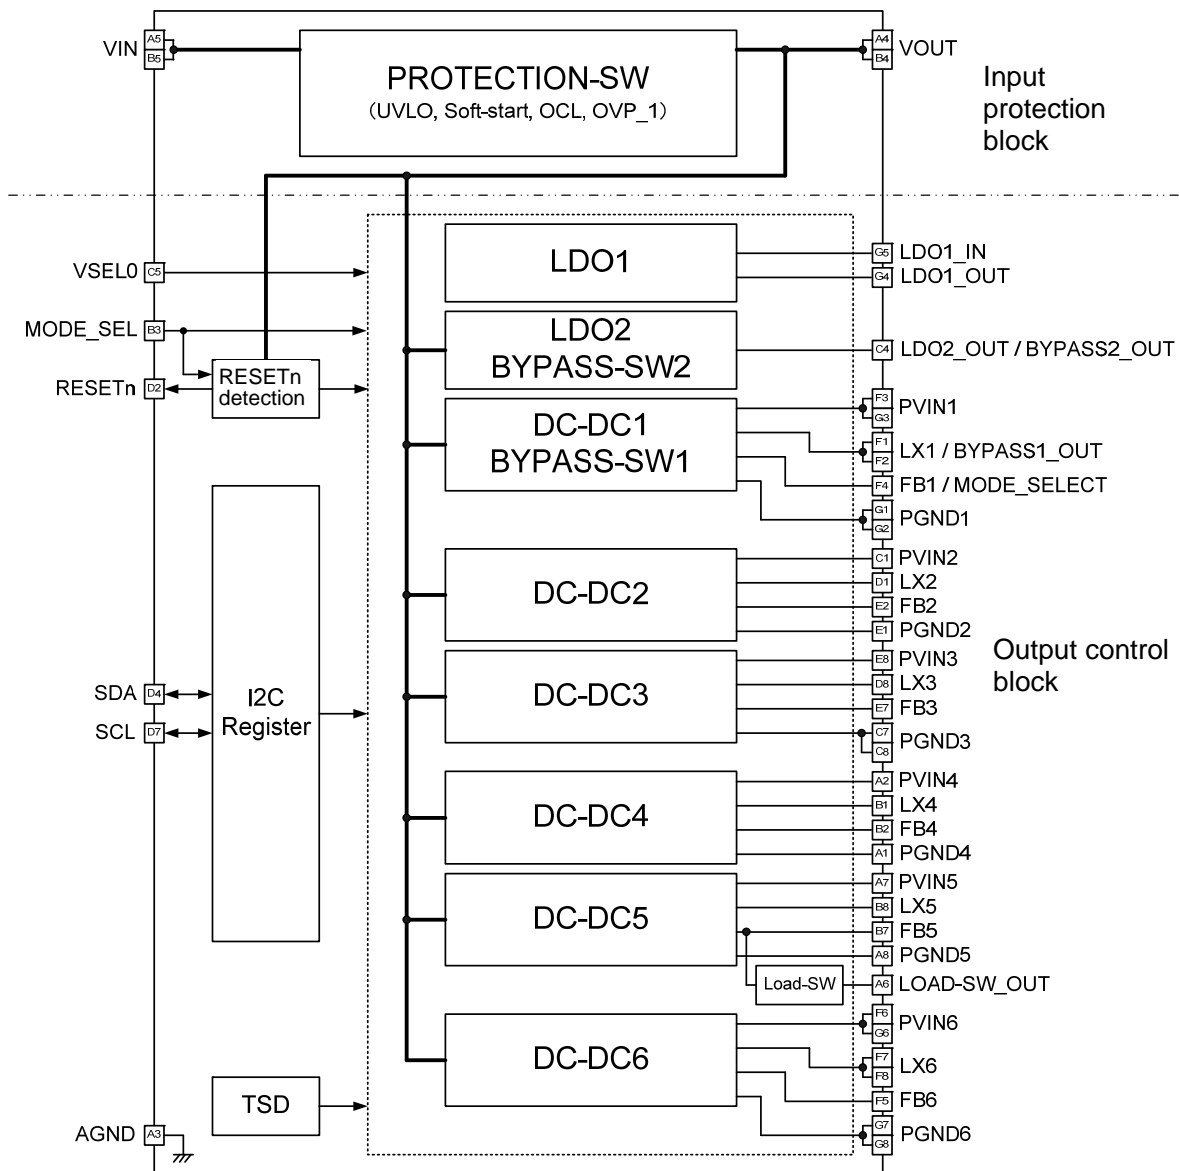 VIN
A5
B5
PROTECTION-SW
(UVLO, Soft-start, OCL, OVP_1)
A4
B4
VOUT
Input
protection
block
VSEL0
C5
MODE_SEL
B3
RESETn
D2
RESETn
detection
LDO1
G5
LDO1_IN
G4
LDO1_OUT
LDO2
BYPASS-SW2
C4
LDO2_OUT / BYPASS2_OUT
DC-DC1
BYPASS-SW1
F3
G3
PVIN1
F1
F2
LX1 / BYPASS1_OUT
F4
FB1 / MODE_SELECT
G1
G2
PGND1
DC-DC2
C1
PVIN2
D1
LX2
E2
FB2
E1
PGND2
Output control
block
SDA
D4
SCL
D7
I2C
Register
DC-DC3
E8
PVIN3
D8
LX3
E7
FB3
C7
C8
PGND3
DC-DC4
A2
PVIN4
B1
LX4
B2
FB4
A1
PGND4
DC-DC5
A7
PVIN5
B8
LX5
B7
FB5
A8
PGND5
Load-SW
A6
LOAD-SW_OUT
DC-DC6
F6
G6
PVIN6
F7
F8
LX6
F5
FB6
G7
G8
PGND6
TSD
AGND
A3